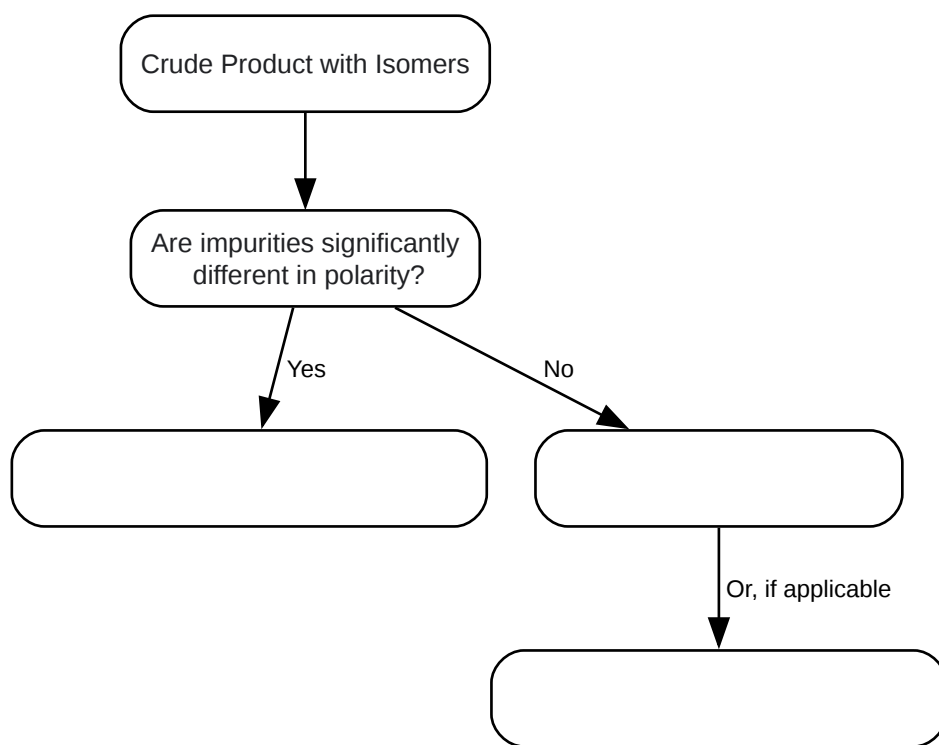 Crude Product with Isomers
Are impurities significantly
different in polarity?
Yes
No
Or, if applicable